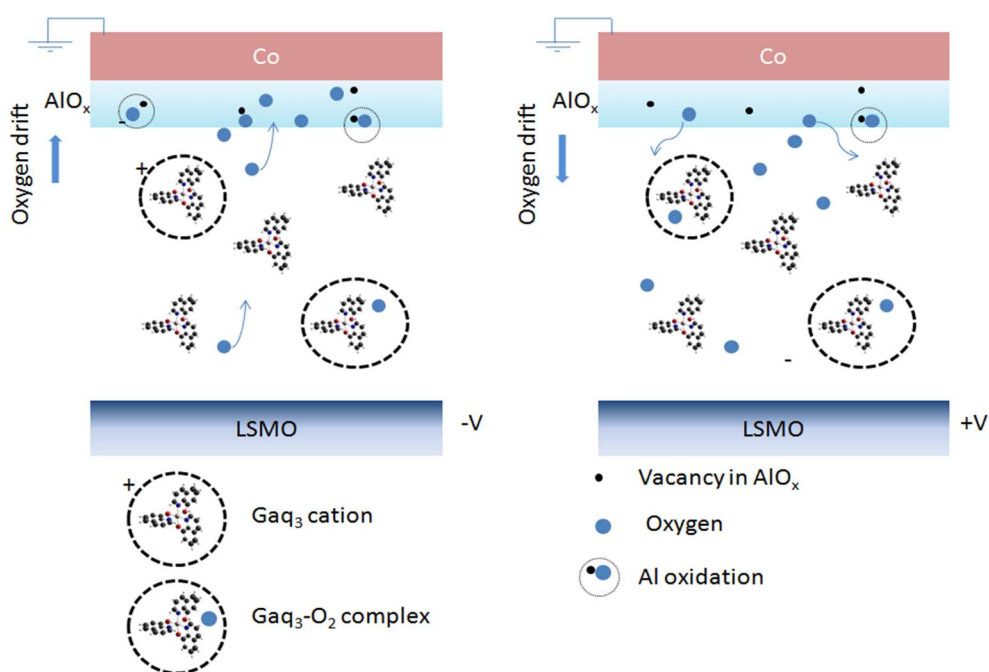 Co
AlOₓ
Oxygen drift
-
+
LSMO
-V
+
Gaq₃ cation
Gaq₃-O₂ complex
Co
AlOₓ
Oxygen drift
-
LSMO
+V
Vacancy in AlOₓ
Oxygen
Al oxidation